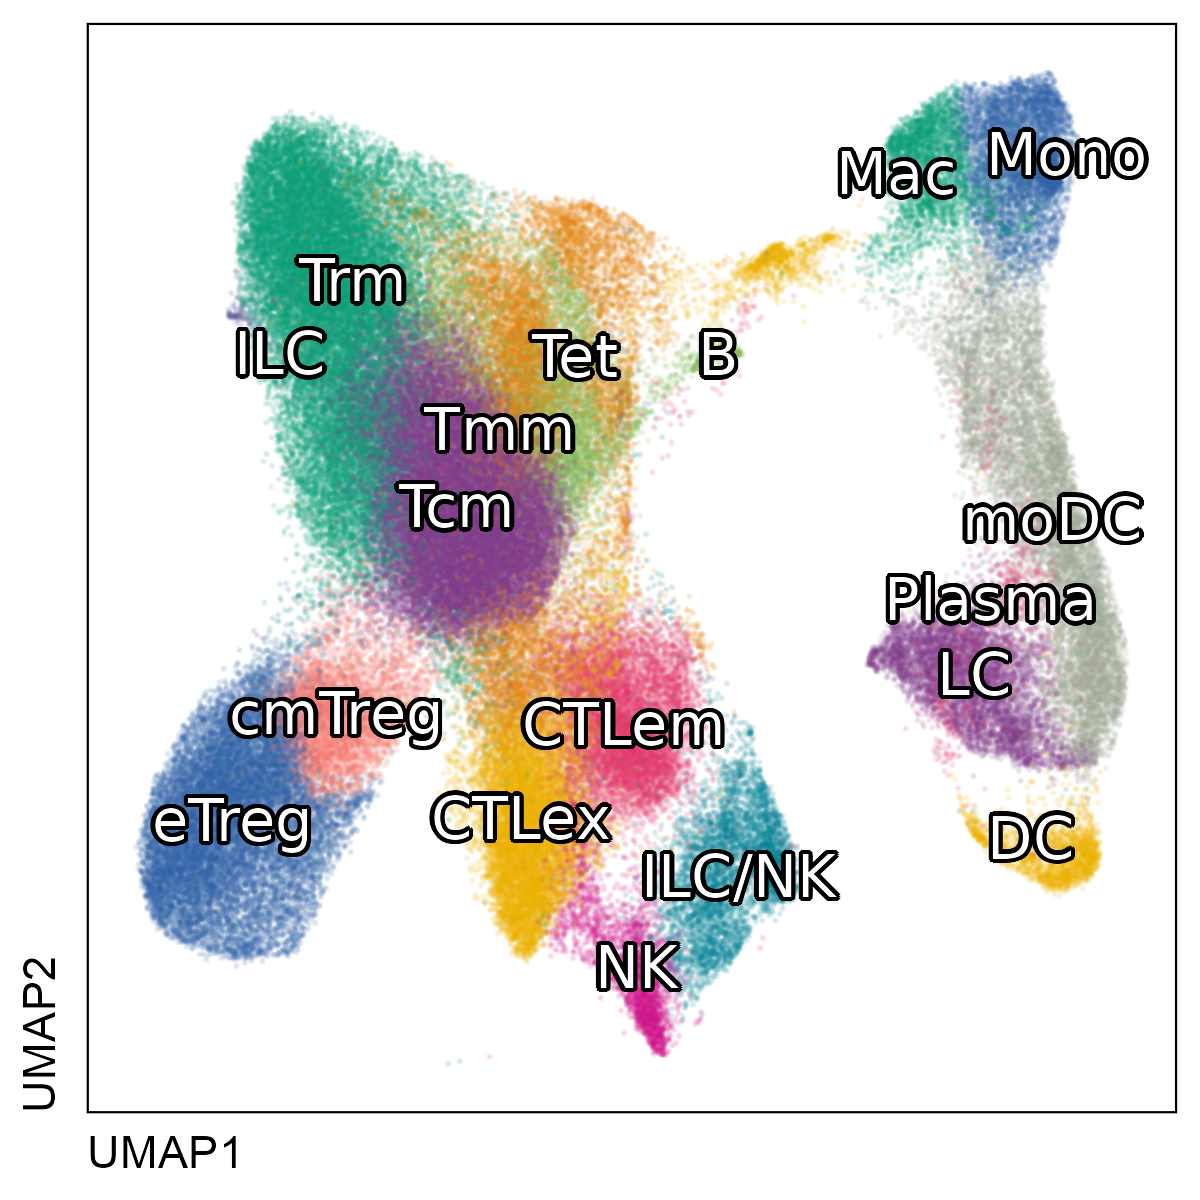 Mono
Mac
Trm
ILC
Tet
B
Tmm
Tcm
moDC
Plasma
LC
cmTreg
CTLem
eTreg
CTLex
DC
ILC/NK
NK
UMAP2
UMAP1